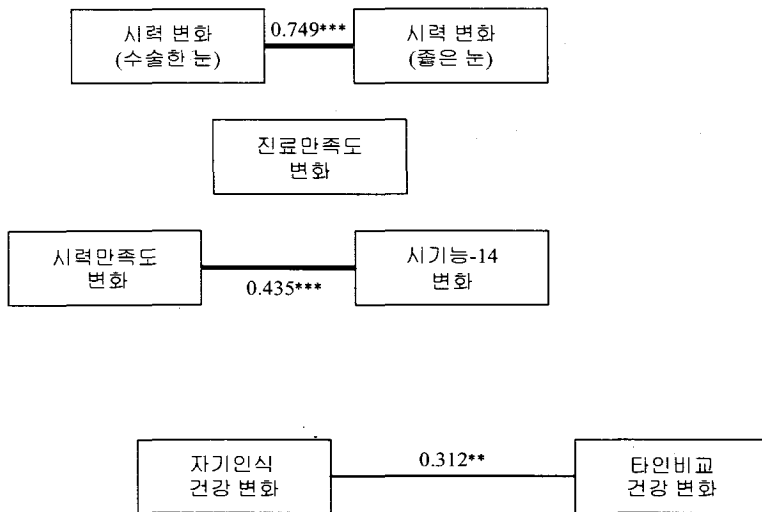 시력 변화
(수술한 눈)
0.749***
시력 변화
(좋은 눈)
진료만족도
변화
시력만족도
변화
0.435***
시기능-14
변화
자기인식
건강 변화
0.312**
타인비교
건강 변화